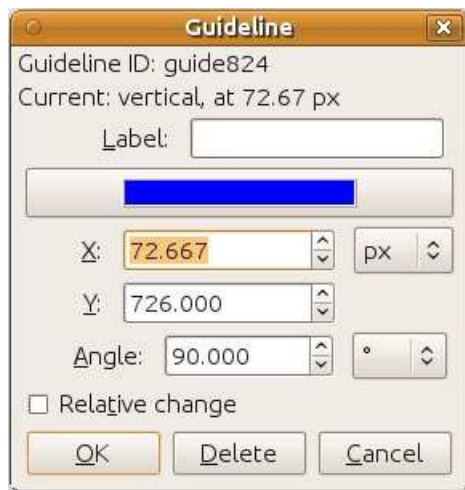 Guideline
Guideline ID: guide824
Current: vertical, at 72.67 px
Label:
X: 72.667 px
Y: 726.000
Angle: 90.000 °
Relative change
OK Delete Cancel